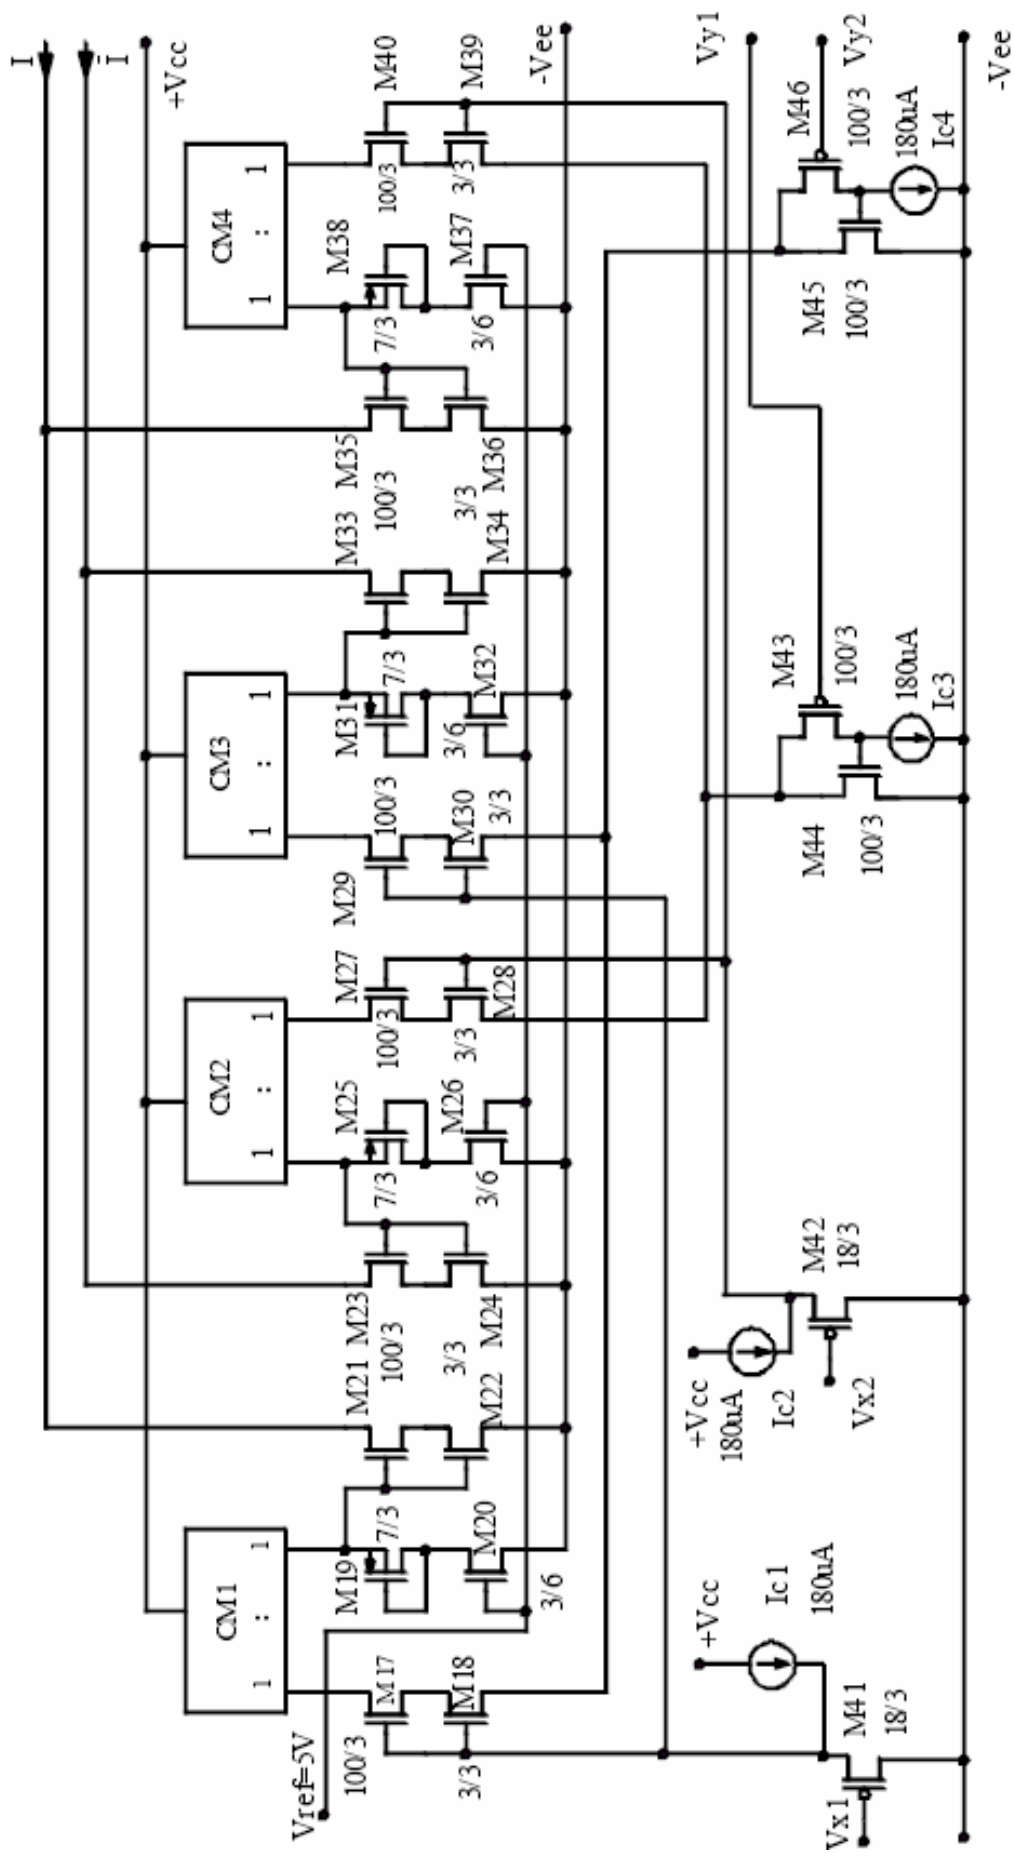 I
Ī
+Vcc
M40
M39
-Vee
Vy1
Vy2
-Vee
CM4
1
:
1
100/3
3/3
M38
M37
7/3
3/6
M46
100/3
180uA
Ic4
M45
100/3
M35
100/3
M36
3/3
M33
M34
CM3
1
:
1
M31
7/3
M32
3/6
100/3
M30
3/3
M29
M43
100/3
180uA
Ic3
M44
100/3
CM2
1
:
1
M27
100/3
M28
3/3
M25
M26
7/3
3/6
M23
100/3
M24
3/3
M21
M22
M42
18/3
+Vcc
180uA
Ic2
Vx2
CM1
1
:
1
M19
7/3
M20
3/6
M17
M18
100/3
3/3
Vref=5V
+Vcc
Ic1
180uA
M41
18/3
Vx1